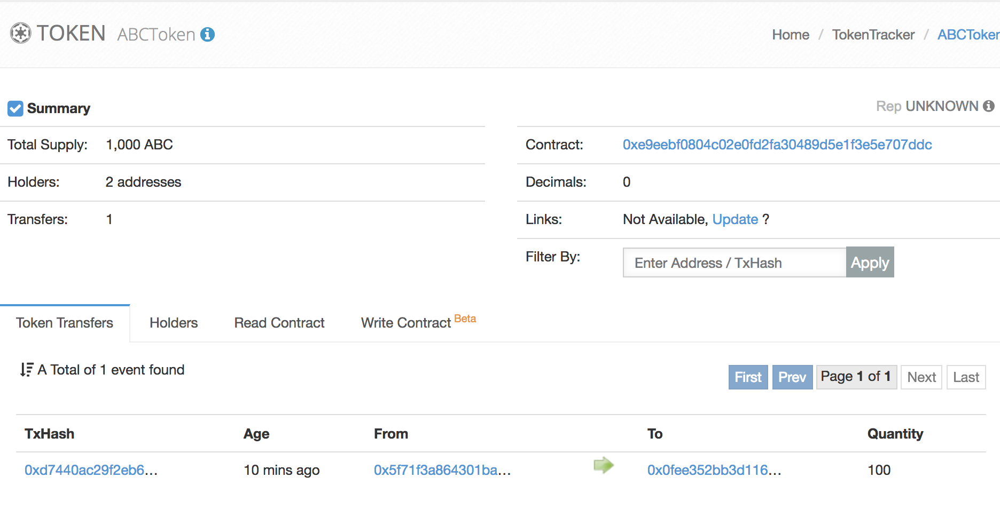 TOKEN ABCToken
Home / TokenTracker / ABCToken
Summary
Rep UNKNOWN
Total Supply: 1,000 ABC
Holders: 2 addresses
Transfers: 1
Contract: 0xe9eebf0804c02e0fd2fa30489d5e1f3e5e707ddc
Decimals: 0
Links: Not Available, Update ?
Filter By: Enter Address / TxHash Apply
Token Transfers Holders Read Contract Write Contract Beta
A Total of 1 event found
First Prev Page 1 of 1 Next Last
TxHash Age From To Quantity
0xd7440ac29f2eb6... 10 mins ago 0x5f71f3a864301ba... 0x0fee352bb3d116... 100